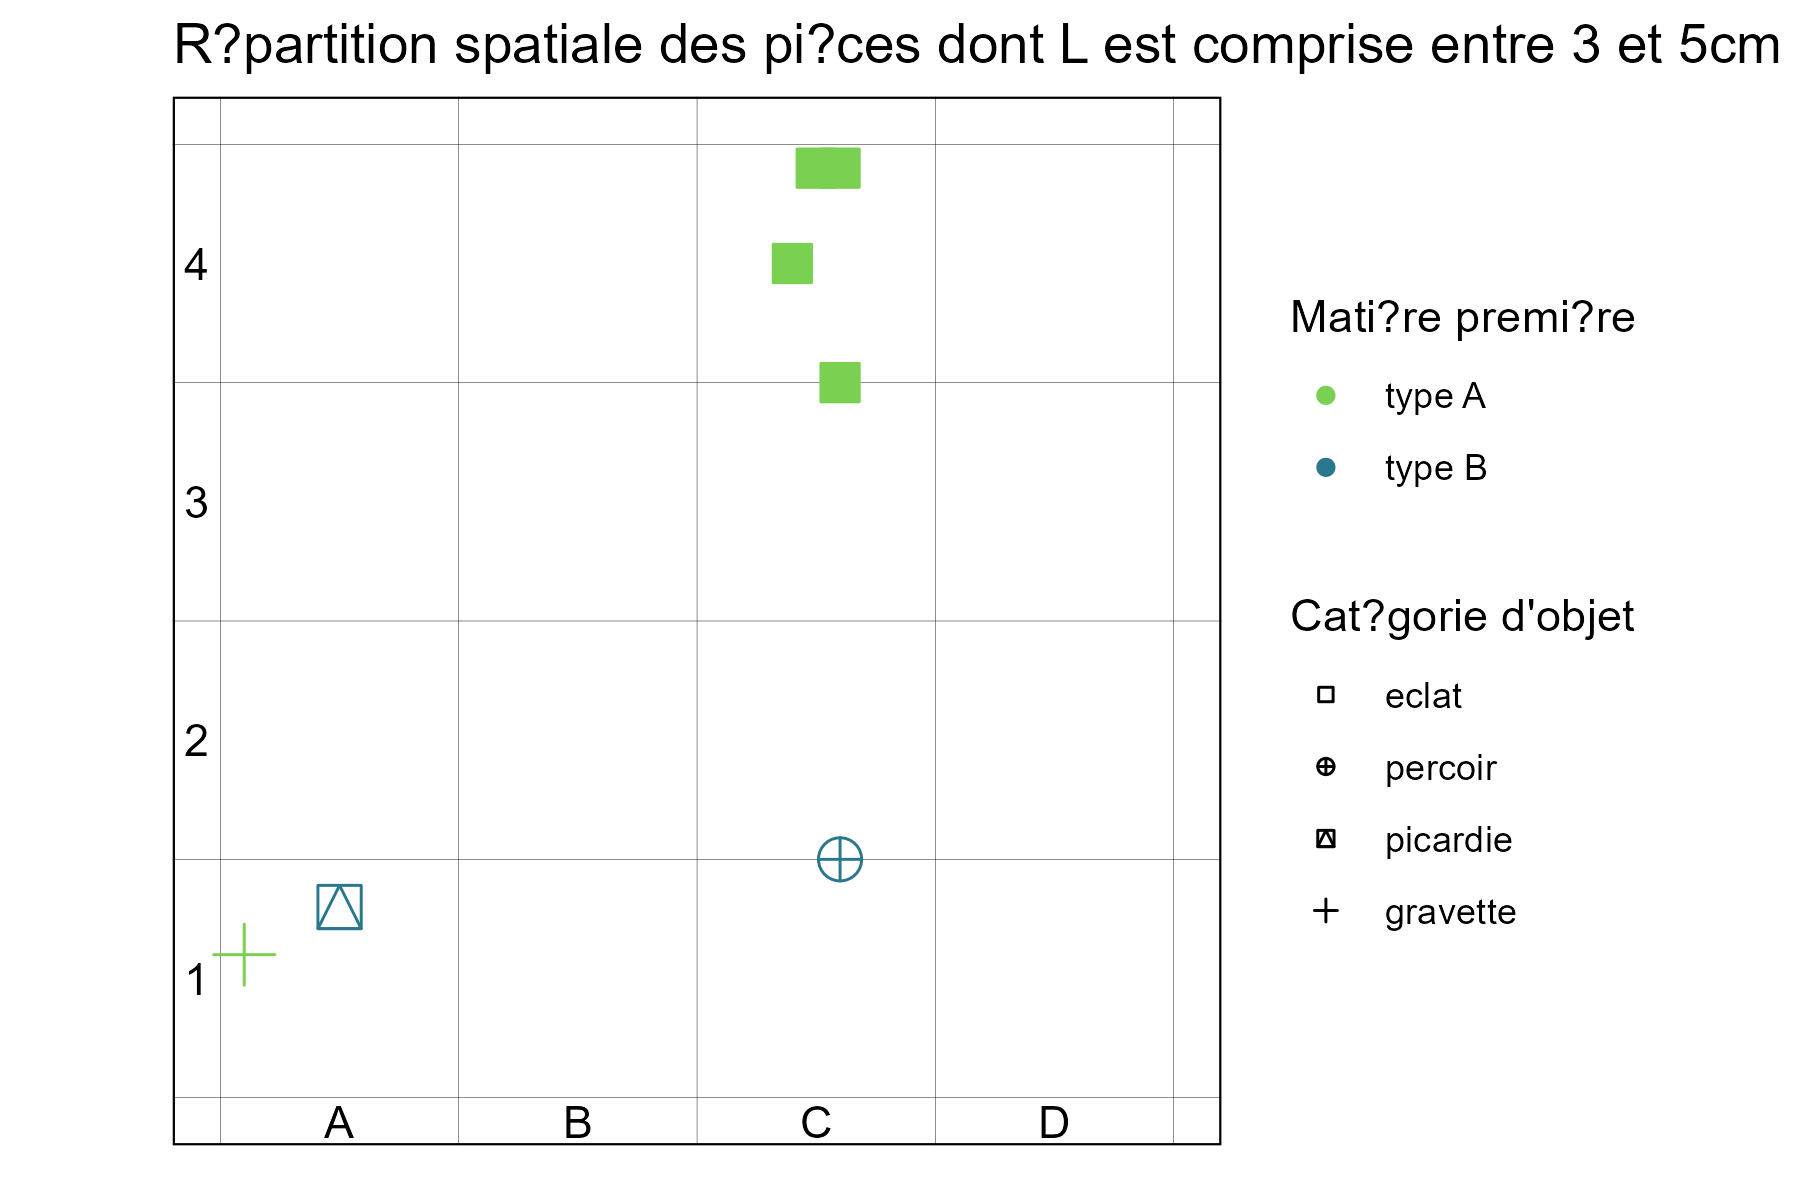 R?partition spatiale des pi?ces dont L est comprise entre 3 et 5cm
4
3
2
1
A B C D
Mati?re premi?re
type A
type B
Cat?gorie d'objet
eclat
percoir
picardie
gravette